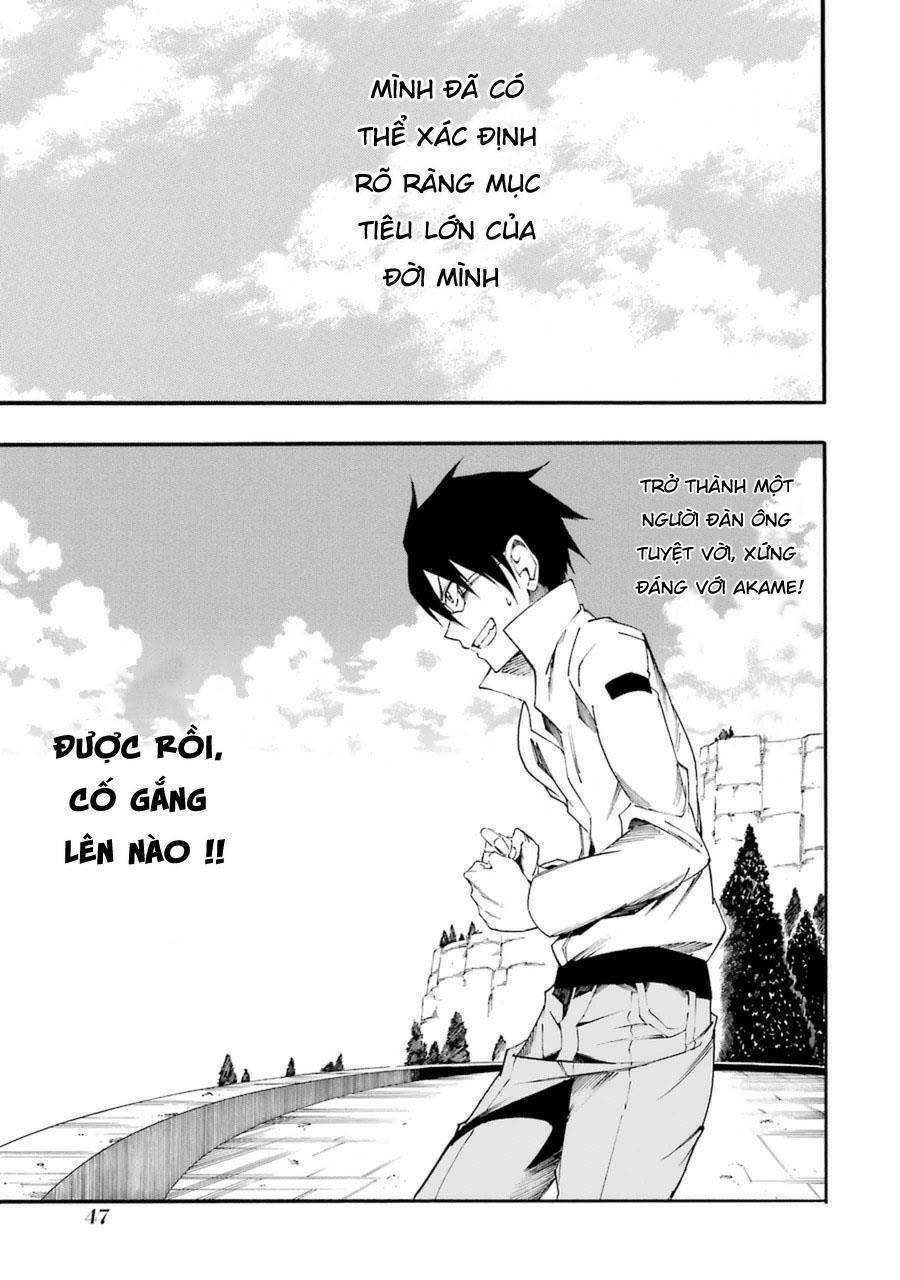 MÌNH ĐÃ CÓ
THỂ XÁC ĐỊNH
RÕ RÀNG MỤC
TIÊU LỚN CỦA
ĐỜI MÌNH
TRỞ THÀNH MỘT
NGƯỜI ĐÀN ÔNG
TUYỆT VỜI, XỨNG
ĐÁNG VỚI AKAME!
ĐƯỢC RỒI,
CỐ GẮNG
LÊN NÀO !!
47